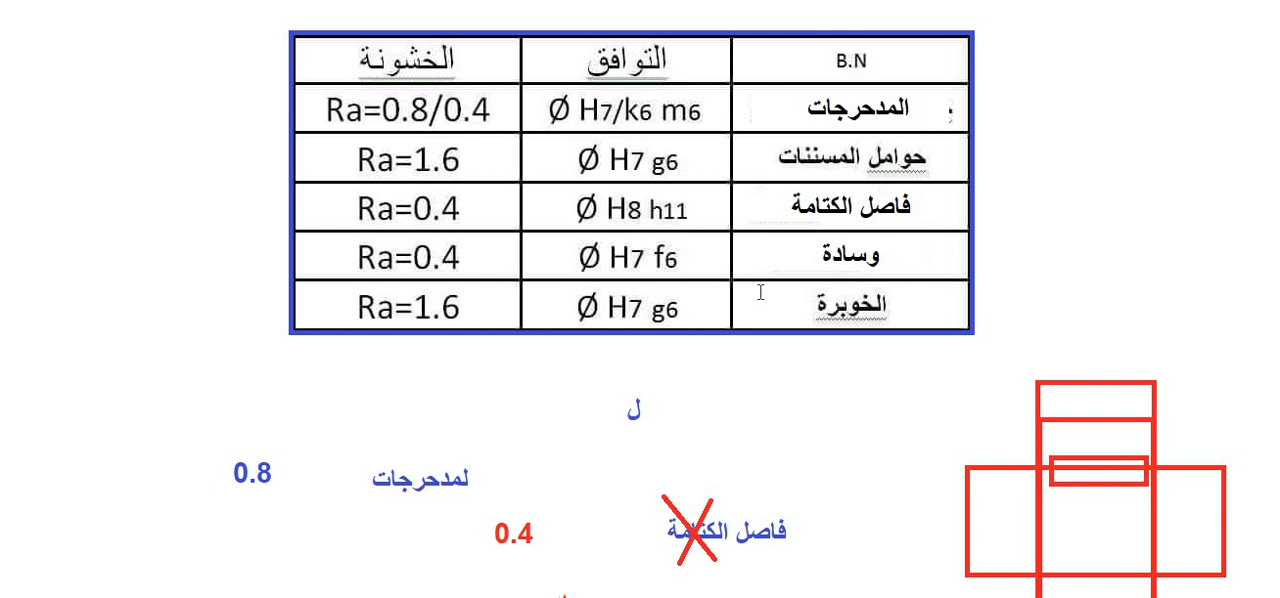 B.N التوافق الخشونة
المدحرجات Ø H7/k6 m6 Ra=0.8/0.4
حوامل المسننات Ø H7 g6 Ra=1.6
فاصل الكتامة Ø H8 h11 Ra=0.4
وسادة Ø H7 f6 Ra=0.4
الخوبرة Ø H7 g6 Ra=1.6
ل
لمدحرجات 0.8
فاصل الكتامة 0.4